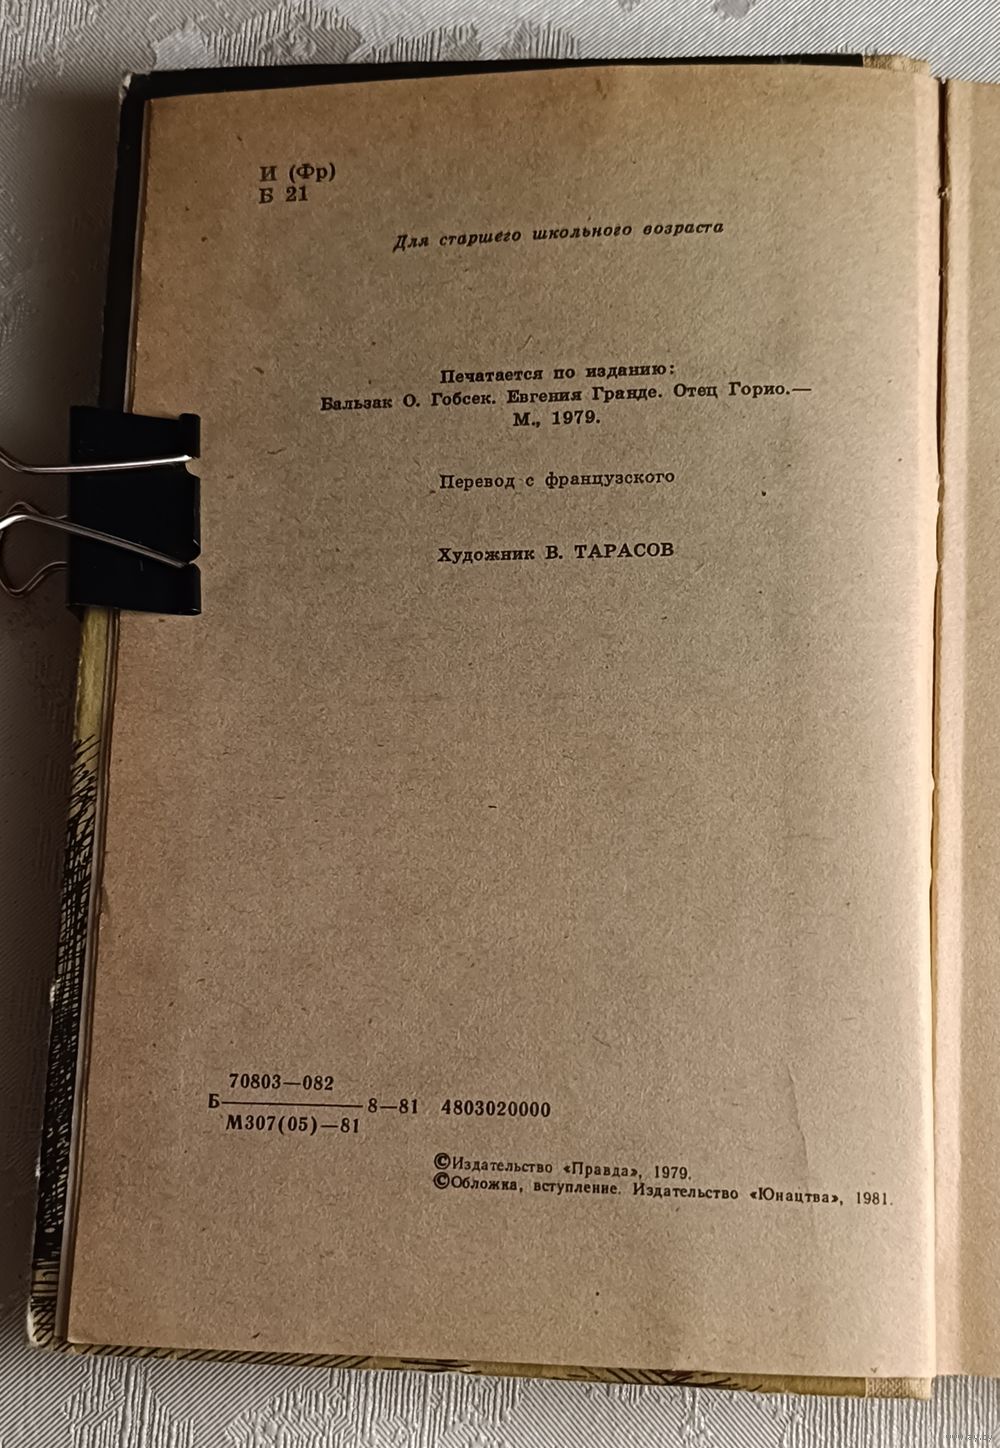 И (Фр)
Б 21
Для старшего школьного возраста
Печатается по изданию:
Бальзак О. Гобсек. Евгения Гранде. Отец Горио.—
М., 1979.
Перевод с французского
Художник В. ТАРАСОВ
70803—082
Б 8—81 4803020000
М307(05)—81
©Издательство «Правда», 1979.
©Обложка, вступление. Издательство «Юнацтва», 1981.